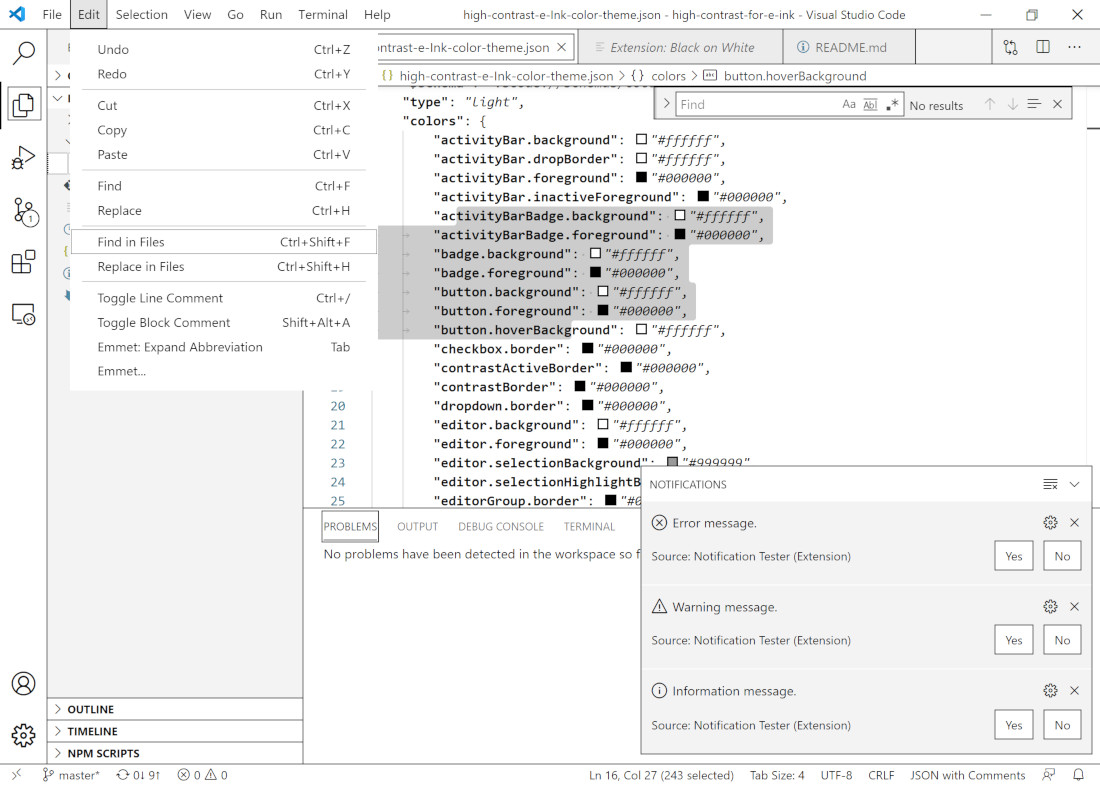 File Edit Selection View Go Run Terminal Help high-contrast-e-Ink-color-theme.json - high-contrast-for-e-ink - Visual Studio Code
ontrast-e-Ink-color-theme.json Extension: Black on White README.md
high-contrast-e-Ink-color-theme.json > {} colors > button.hoverBackground
Undo Ctrl+Z
Redo Ctrl+Y
Cut Ctrl+X
Copy Ctrl+C
Paste Ctrl+V
Find Ctrl+F
Replace Ctrl+H
Find in Files Ctrl+Shift+F
Replace in Files Ctrl+Shift+H
Toggle Line Comment Ctrl+/
Toggle Block Comment Shift+Alt+A
Emmet: Expand Abbreviation Tab
Emmet...
Find Aa Abl .* No results
"type": "light",
"colors": {
"activityBar.background": "#ffffff",
"activityBar.dropBorder": "#ffffff",
"activityBar.foreground": "#000000",
"activityBar.inactiveForeground": "#000000",
"activityBarBadge.background": "#ffffff",
"activityBarBadge.foreground": "#000000",
"badge.background": "#ffffff",
"badge.foreground": "#000000",
"button.background": "#ffffff",
"button.foreground": "#000000",
"button.hoverBackground": "#ffffff",
"checkbox.border": "#000000",
"contrastActiveBorder": "#000000",
"contrastBorder": "#000000",
20 "dropdown.border": "#000000",
21 "editor.background": "#ffffff",
22 "editor.foreground": "#000000",
23 "editor.selectionBackground": "#999999"
24 "editor.selectionHighlightB
25 "editorGroup.border": "#0
1
PROBLEMS OUTPUT DEBUG CONSOLE TERMINAL
No problems have been detected in the workspace so f
NOTIFICATIONS
Error message.
Source: Notification Tester (Extension) Yes No
Warning message.
Source: Notification Tester (Extension) Yes No
Information message.
Source: Notification Tester (Extension) Yes No
OUTLINE
TIMELINE
NPM SCRIPTS
master* 0↓ 9↑ 0 0 Ln 16, Col 27 (243 selected) Tab Size: 4 UTF-8 CRLF JSON with Comments